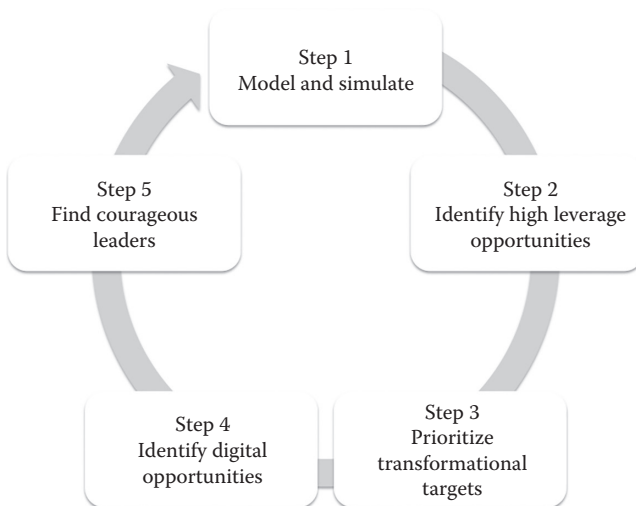 Step 1
Model and simulate
Step 2
Identify high leverage
opportunities
Step 3
Prioritize
transformational
targets
Step 4
Identify digital
opportunities
Step 5
Find courageous
leaders